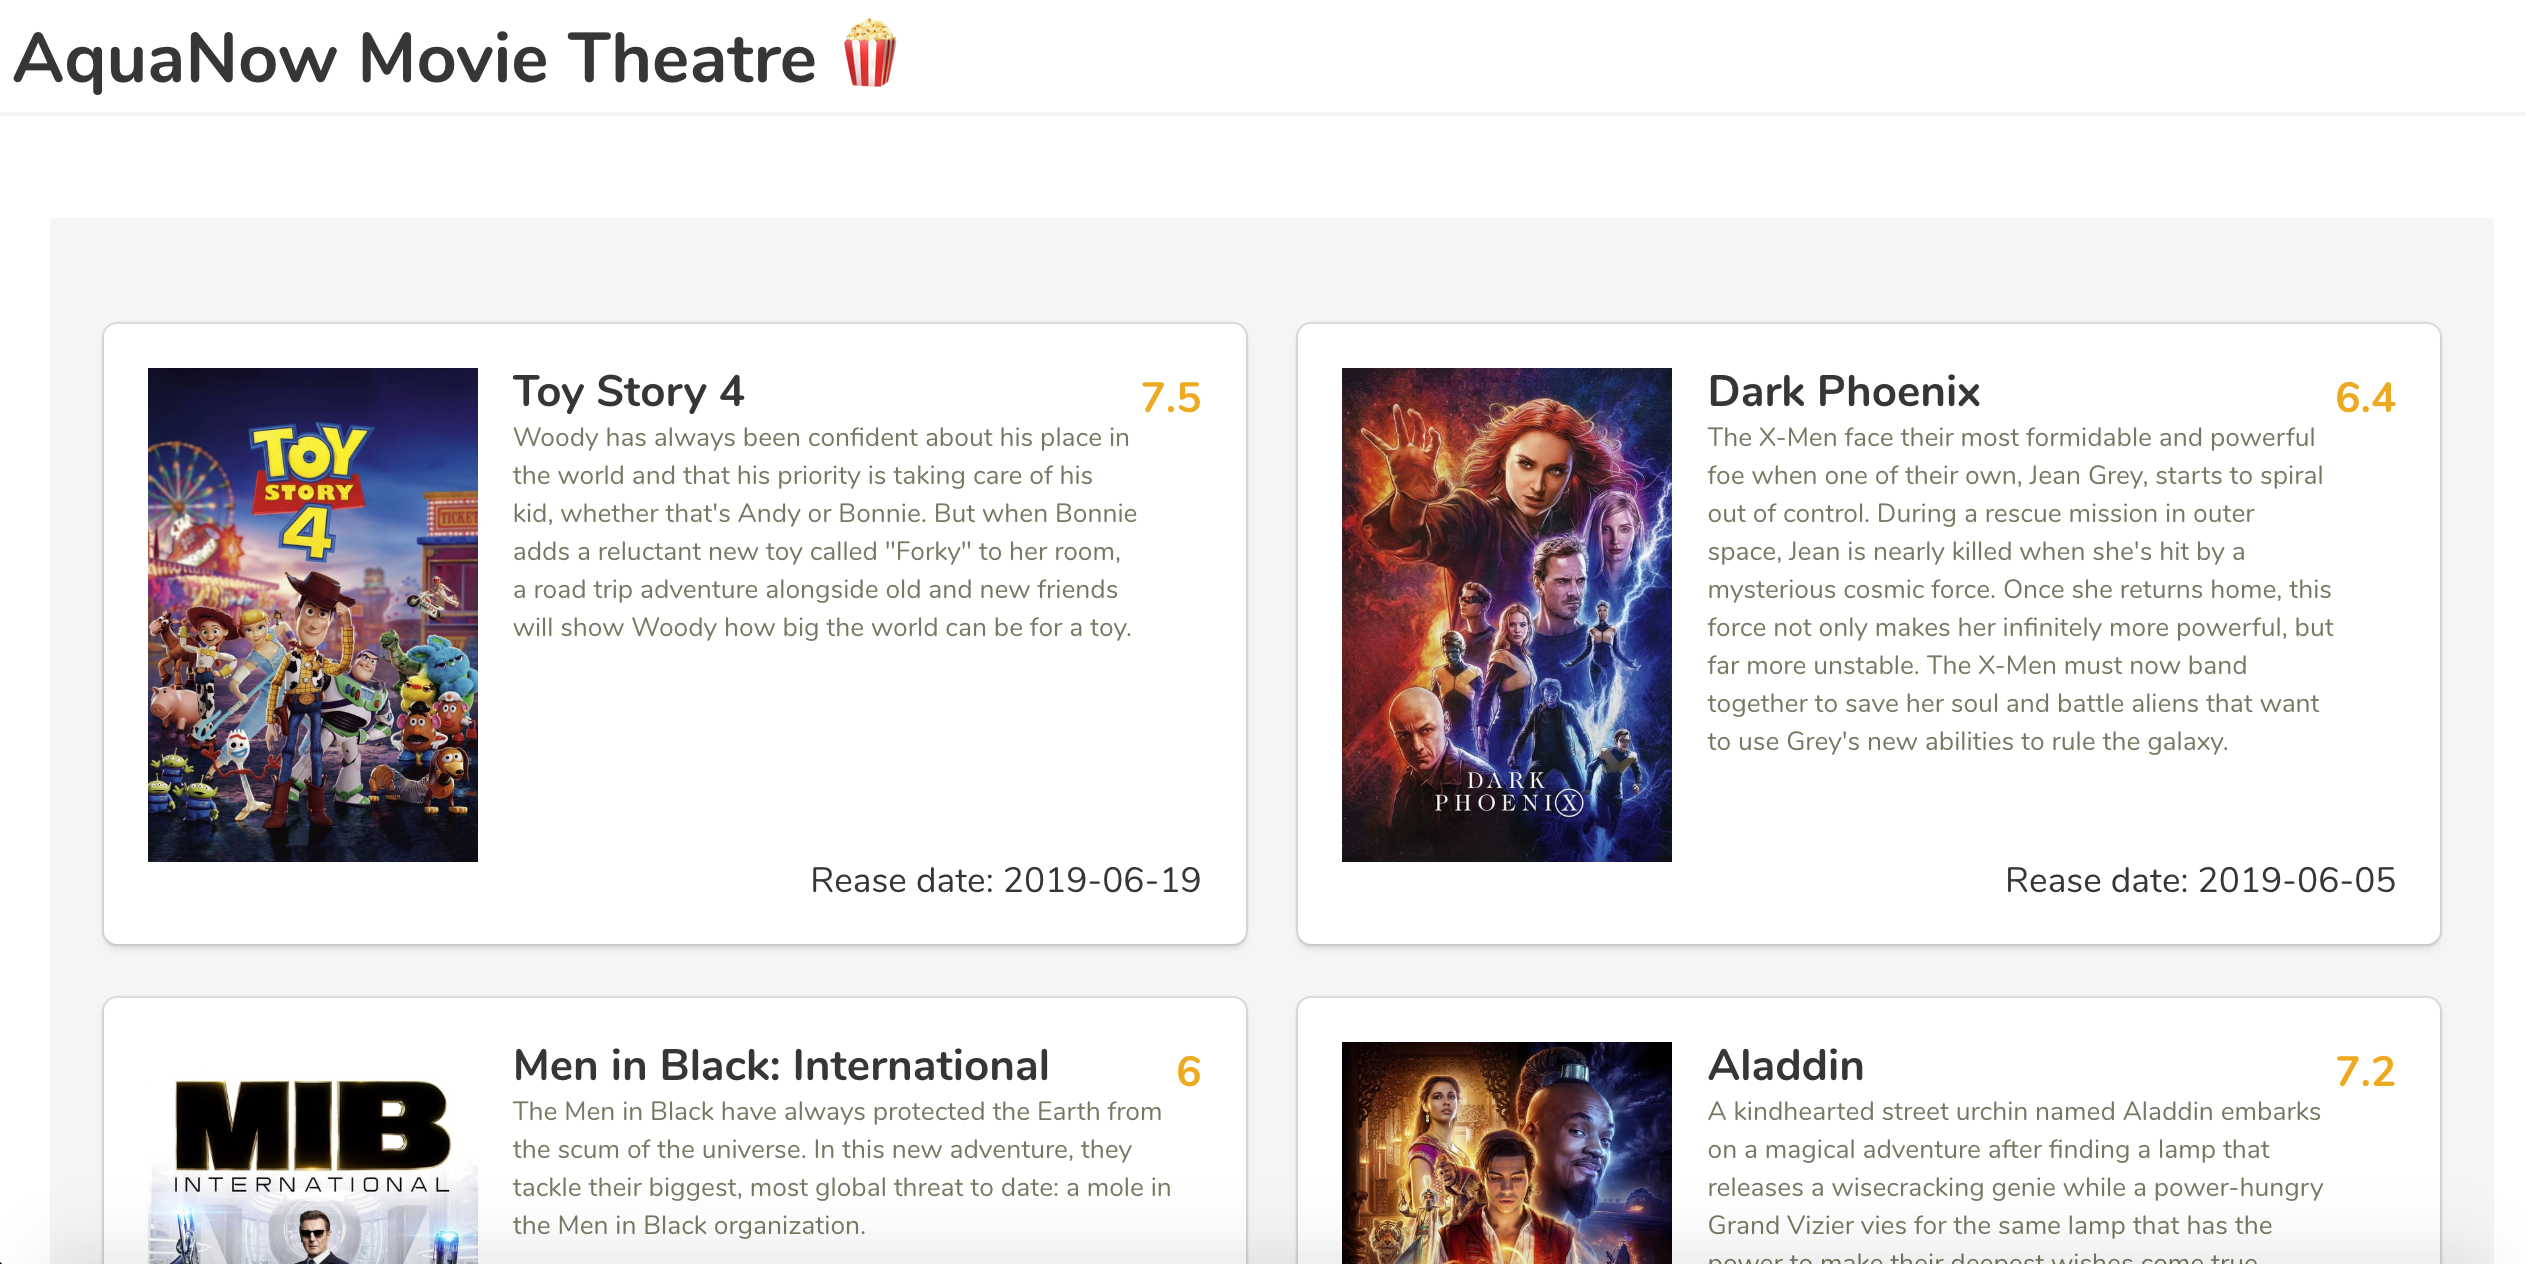 AquaNow Movie Theatre
TOY
STORY
4
TICKET
Toy Story 4
7.5
Woody has always been confident about his place in
the world and that his priority is taking care of his
kid, whether that's Andy or Bonnie. But when Bonnie
adds a reluctant new toy called "Forky" to her room,
a road trip adventure alongside old and new friends
will show Woody how big the world can be for a toy.
Rease date: 2019-06-19
DARK
PHOENIX
Dark Phoenix
6.4
The X-Men face their most formidable and powerful
foe when one of their own, Jean Grey, starts to spiral
out of control. During a rescue mission in outer
space, Jean is nearly killed when she's hit by a
mysterious cosmic force. Once she returns home, this
force not only makes her infinitely more powerful, but
far more unstable. The X-Men must now band
together to save her soul and battle aliens that want
to use Grey's new abilities to rule the galaxy.
Rease date: 2019-06-05
MIB
INTERNATIONAL
Men in Black: International
6
The Men in Black have always protected the Earth from
the scum of the universe. In this new adventure, they
tackle their biggest, most global threat to date: a mole in
the Men in Black organization.
Aladdin
7.2
A kindhearted street urchin named Aladdin embarks
on a magical adventure after finding a lamp that
releases a wisecracking genie while a power-hungry
Grand Vizier vies for the same lamp that has the
power to make their deepest wishes come true.